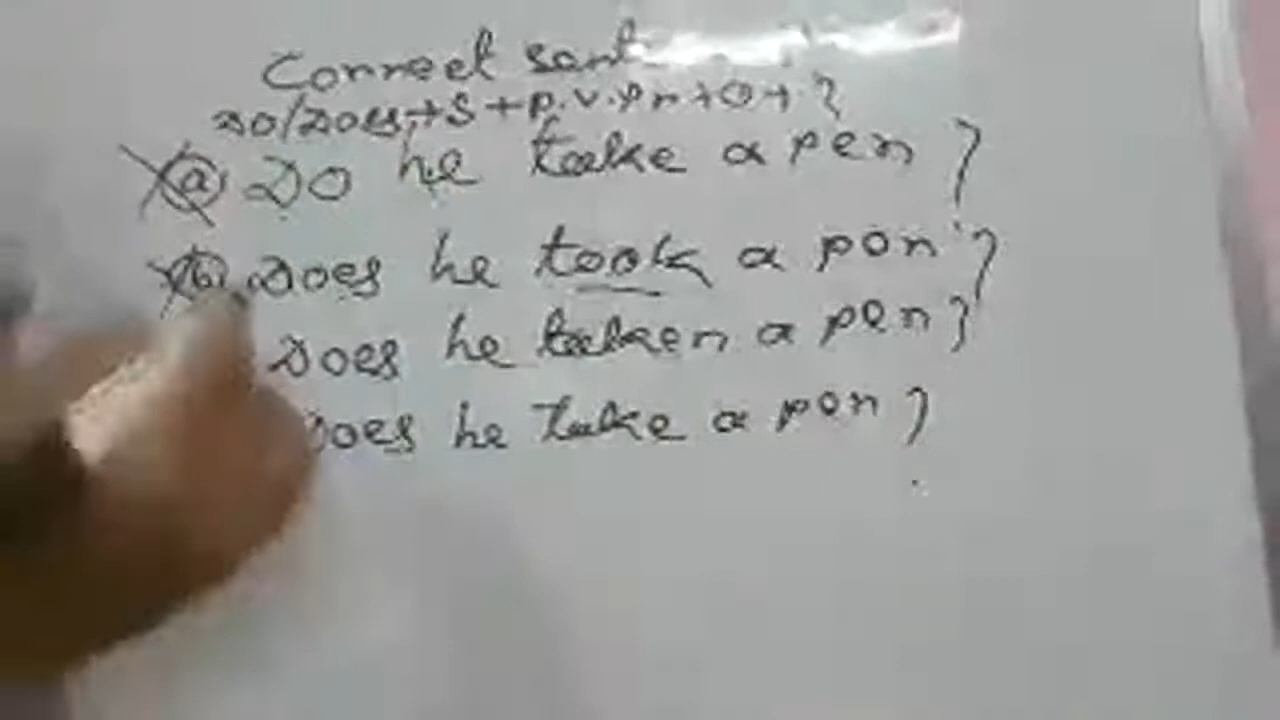 Correct sent
Do/Does+S+p.v.
(a) Do he take a pen?
(b) Does he took a pen?
Does he taken a pen?
Does he take a pen?